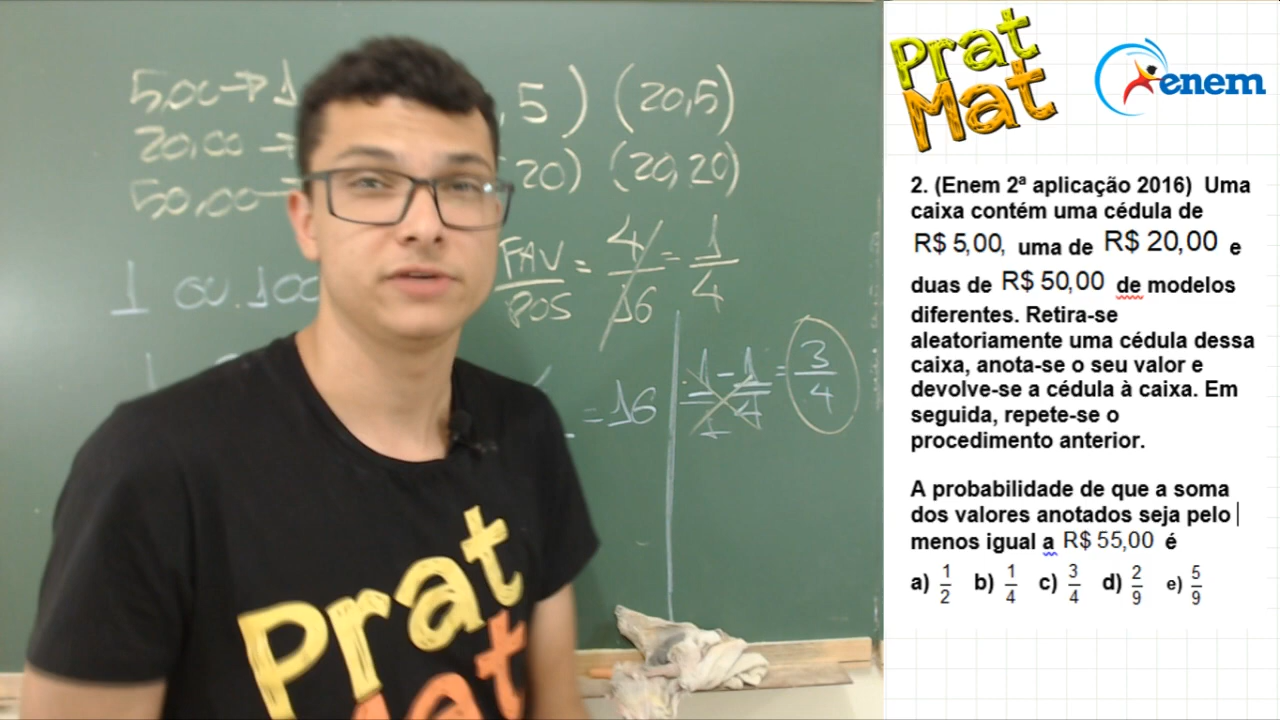 5,00 → 1
20,00 →
50,00
, 5 ) (20,5)
20) (20,20)
FAV
POS
= 4/16 = 1/4
1 ou 100
= 16
1/1 - 1/4 = 3/4
Prat
Mat
Prat
Mat
enem
2. (Enem 2ª aplicação 2016) Uma
caixa contém uma cédula de
R$ 5,00, uma de R$ 20,00 e
duas de R$ 50,00 de modelos
diferentes. Retira-se
aleatoriamente uma cédula dessa
caixa, anota-se o seu valor e
devolve-se a cédula à caixa. Em
seguida, repete-se o
procedimento anterior.
A probabilidade de que a soma
dos valores anotados seja pelo
menos igual a R$ 55,00 é
a) 1/2 b) 1/4 c) 3/4 d) 2/9 e) 5/9